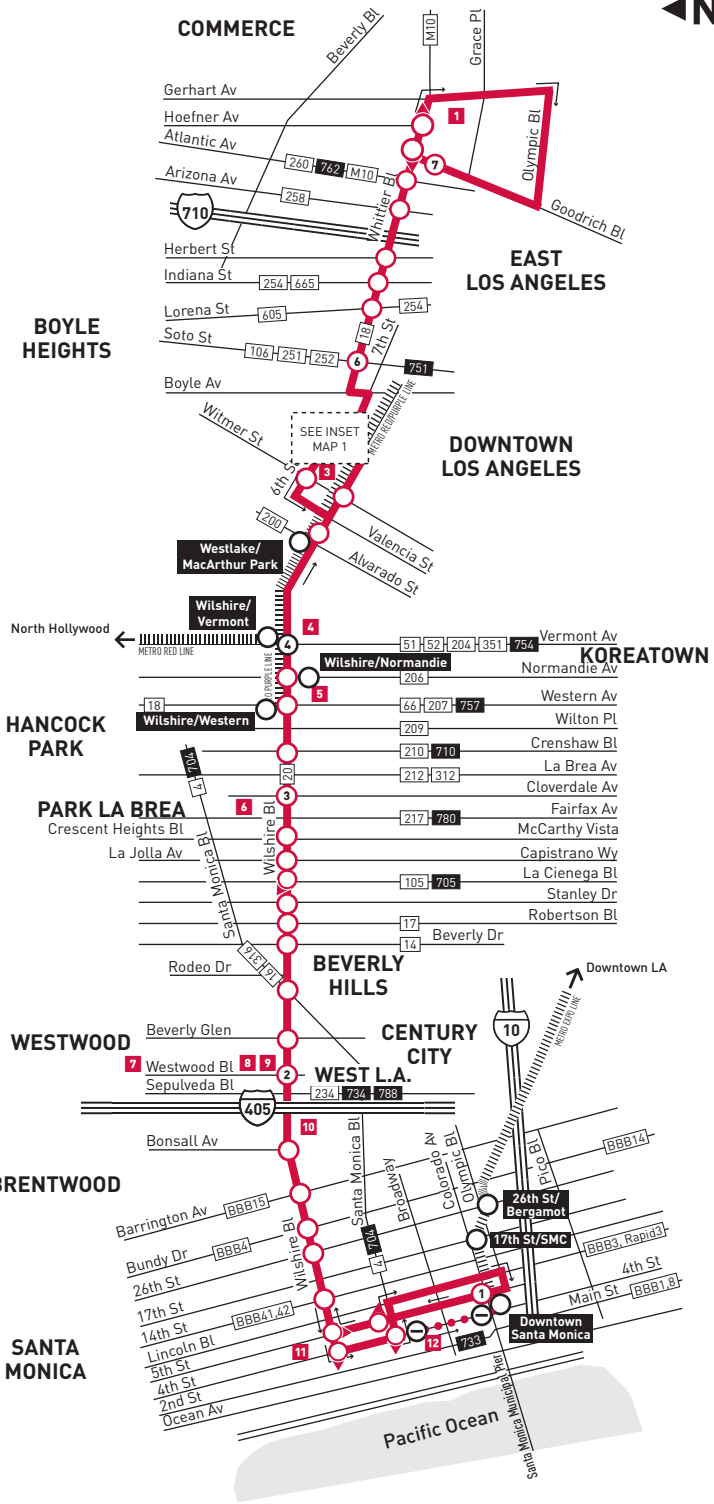 N
COMMERCE
Beverly Bl
M10
Grace Pl
Gerhart Av
Hoefner Av
1
Olympic Bl
Atlantic Av
260 762 M10
7
Arizona Av
258
Whittier Bl
710
Goodrich Bl
Herbert St
EAST
LOS ANGELES
Indiana St
254 665
Lorena St
605
254
BOYLE
HEIGHTS
Soto St
106 251 252
18
7th St
6
751
Boyle Av
METRO RED/PURPLE LINE
Witmer St
SEE INSET
MAP 1
DOWNTOWN
LOS ANGELES
6th S
3
200
Valencia St
Alvarado St
Westlake/
MacArthur Park
Wilshire/
Vermont
North Hollywood
METRO RED LINE
4
4
51 52 204 351 754
Vermont Av
KOREATOWN
O PURPLE LINE
Wilshire/Normandie
206
Normandie Av
5
18
Wilshire/Western
66 207 757
Western Av
HANCOCK
PARK
209
Wilton Pl
210 710
Crenshaw Bl
704
4
20
212 312
La Brea Av
3
Cloverdale Av
PARK LA BREA
6
Wilshire Bl
217 780
Fairfax Av
Crescent Heights Bl
McCarthy Vista
La Jolla Av
Capistrano Wy
Santa Monica Bl
105 705
La Cienega Bl
Stanley Dr
17
Robertson Bl
14
Beverly Dr
316
16
Rodeo Dr
BEVERLY
HILLS
Downtown LA
METRO EXPO LINE
10
WESTWOOD
Beverly Glen
CENTURY
CITY
7
Westwood Bl
8 9
2
WEST L.A.
Sepulveda Bl
234 734 788
405
10
Bonsall Av
Santa Monica Bl
Broadway
Colorado Av
Olympic Bl
Pico Bl
BBB14
BRENTWOOD
Barrington Av
BBB15
26th St/
Bergamot
Bundy Dr
BBB4
Wilshire Bl
704
4
17th St/SMC
BBB3, Rapid3
26th St
17th St
14th St
BBB41,42
4th St
Main St
BBB1,8
1
Lincoln Bl
5th St
4th St
2nd St
Ocean Av
SANTA
MONICA
11
12
733
Downtown
Santa Monica
Santa Monica Municipal Pier
Pacific Ocean